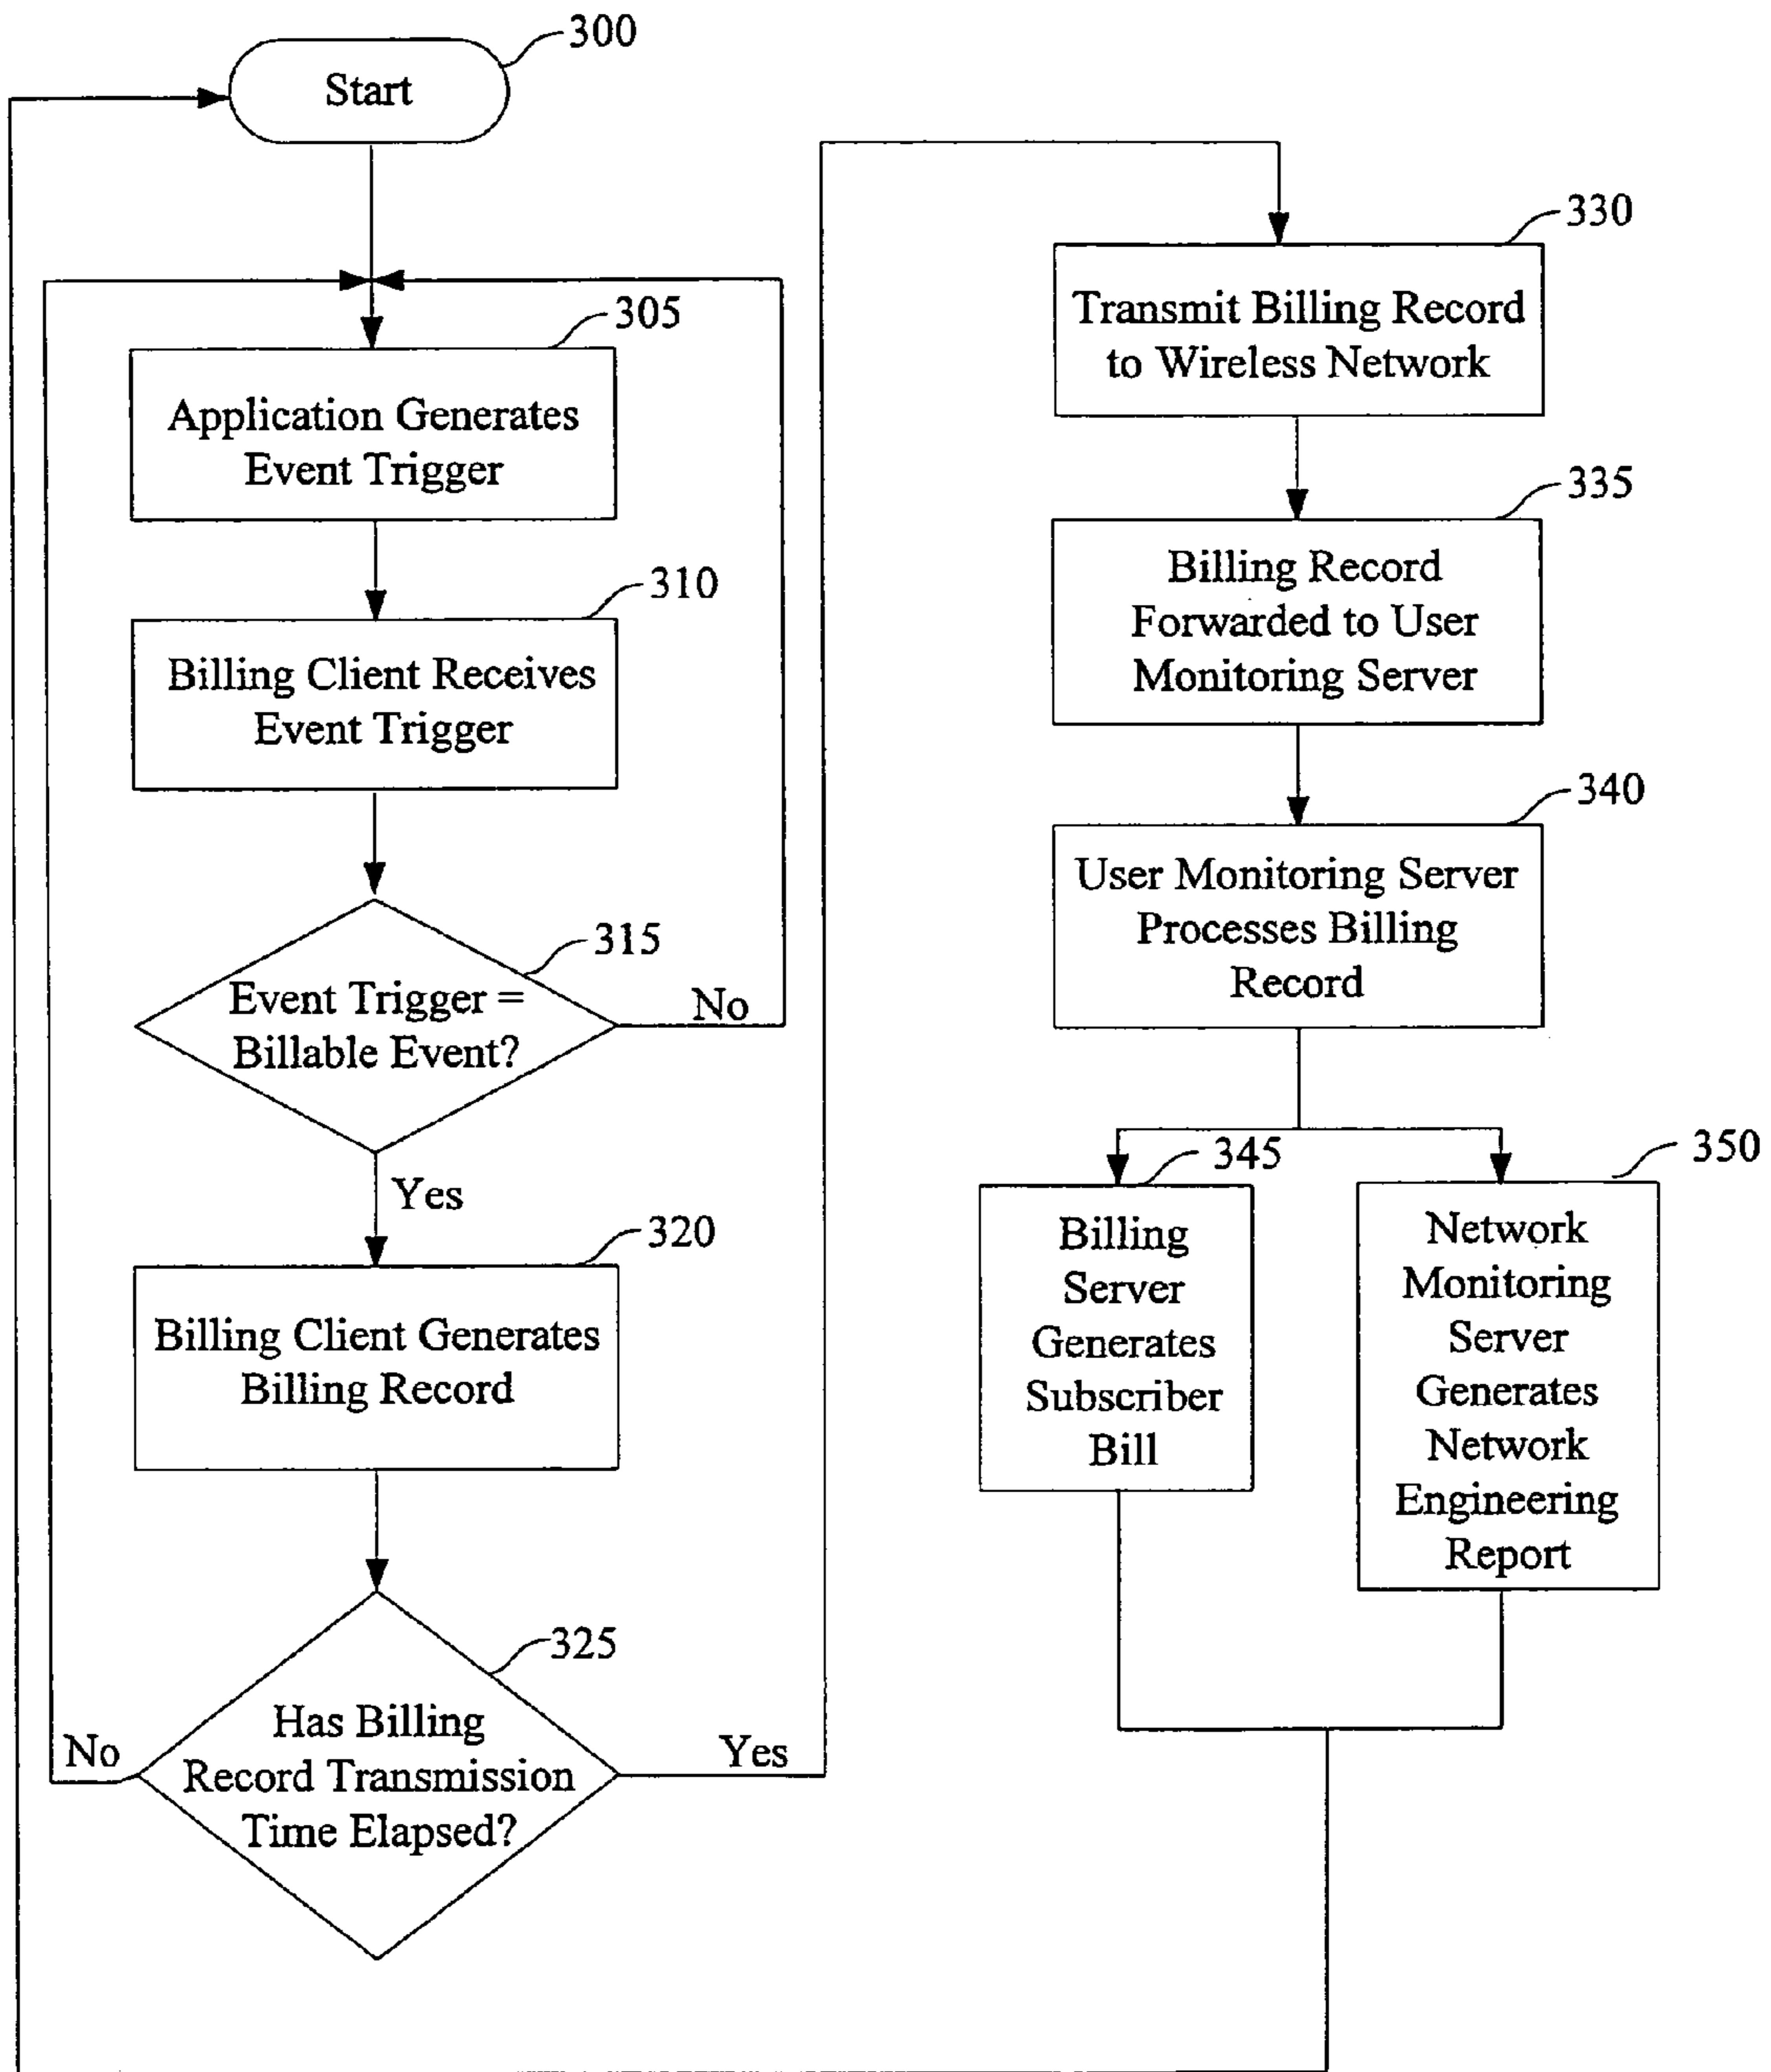 300
Start
305
Application Generates
Event Trigger
310
Billing Client Receives
Event Trigger
315
Event Trigger =
Billable Event?
No
Yes
320
Billing Client Generates
Billing Record
325
Has Billing
Record Transmission
Time Elapsed?
No
Yes
330
Transmit Billing Record
to Wireless Network
335
Billing Record
Forwarded to User
Monitoring Server
340
User Monitoring Server
Processes Billing
Record
345
Billing
Server
Generates
Subscriber
Bill
350
Network
Monitoring
Server
Generates
Network
Engineering
Report